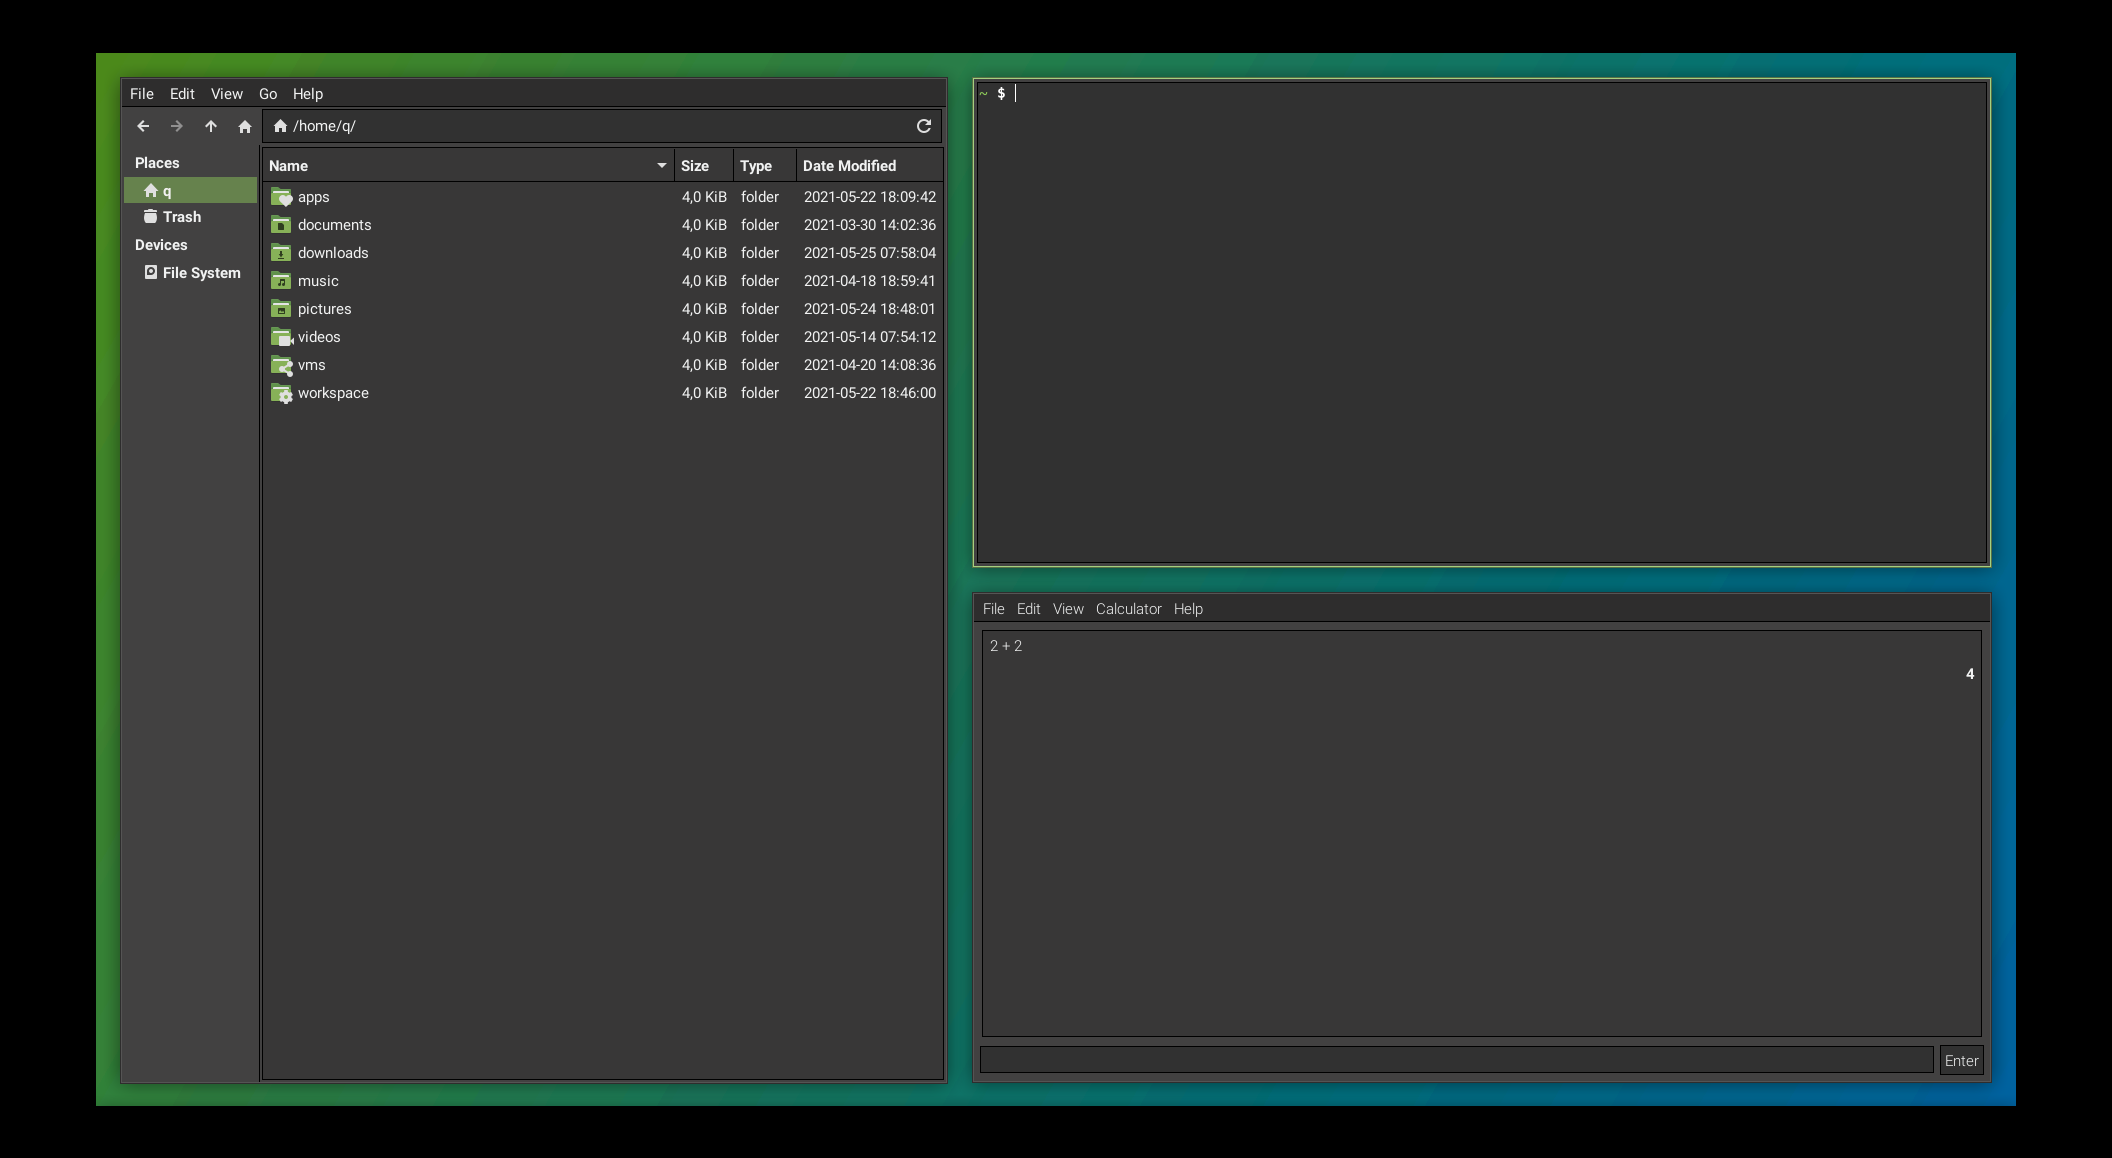 File Edit View Go Help
/home/q/
Places
q
Trash
Devices
File System
Name Size Type Date Modified
apps 4,0 KiB folder 2021-05-22 18:09:42
documents 4,0 KiB folder 2021-03-30 14:02:36
downloads 4,0 KiB folder 2021-05-25 07:58:04
music 4,0 KiB folder 2021-04-18 18:59:41
pictures 4,0 KiB folder 2021-05-24 18:48:01
videos 4,0 KiB folder 2021-05-14 07:54:12
vms 4,0 KiB folder 2021-04-20 14:08:36
workspace 4,0 KiB folder 2021-05-22 18:46:00
~ $
File Edit View Calculator Help
2 + 2
4
Enter